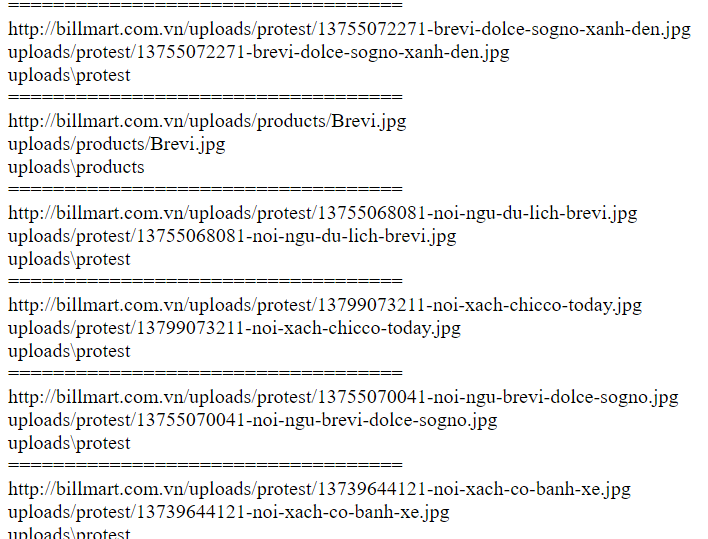 ===================================
http://billmart.com.vn/uploads/protest/13755072271-brevi-dolce-sogno-xanh-den.jpg
uploads/protest/13755072271-brevi-dolce-sogno-xanh-den.jpg
uploads\protest
===================================
http://billmart.com.vn/uploads/products/Brevi.jpg
uploads/products/Brevi.jpg
uploads\products
===================================
http://billmart.com.vn/uploads/protest/13755068081-noi-ngu-du-lich-brevi.jpg
uploads/protest/13755068081-noi-ngu-du-lich-brevi.jpg
uploads\protest
===================================
http://billmart.com.vn/uploads/protest/13799073211-noi-xach-chicco-today.jpg
uploads/protest/13799073211-noi-xach-chicco-today.jpg
uploads\protest
===================================
http://billmart.com.vn/uploads/protest/13755070041-noi-ngu-brevi-dolce-sogno.jpg
uploads/protest/13755070041-noi-ngu-brevi-dolce-sogno.jpg
uploads\protest
===================================
http://billmart.com.vn/uploads/protest/13739644121-noi-xach-co-banh-xe.jpg
uploads/protest/13739644121-noi-xach-co-banh-xe.jpg
uploads\protest